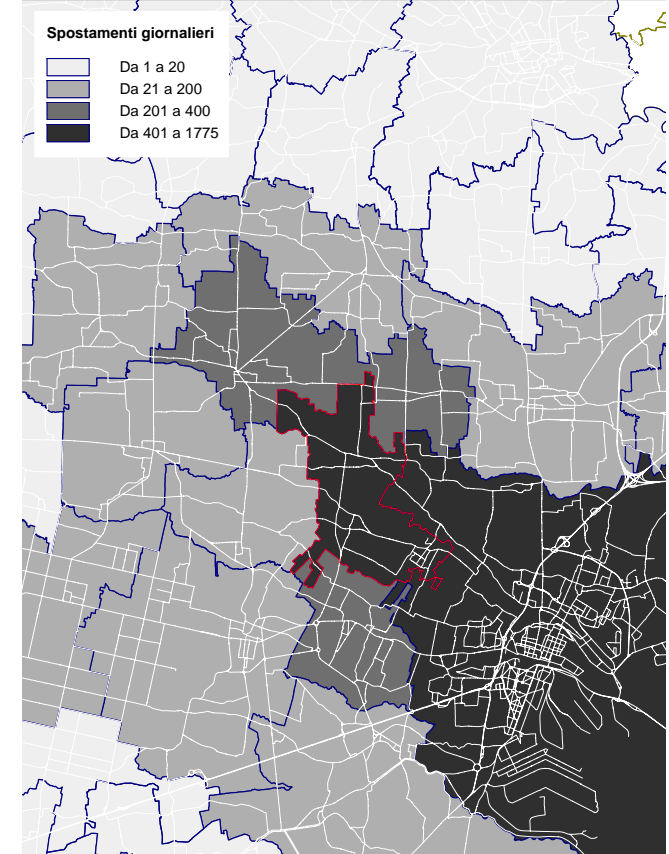 Spostamenti giornalieri
Da 1 a 20
Da 21 a 200
Da 201 a 400
Da 401 a 1775